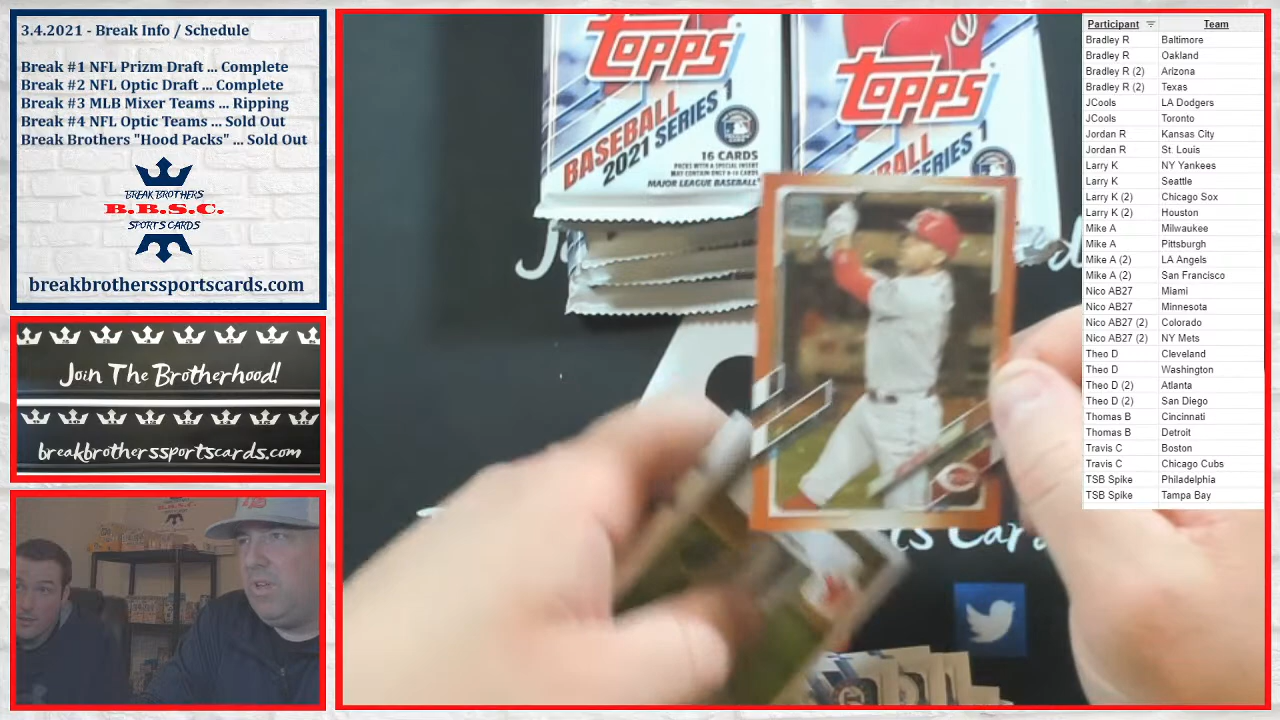 3.4.2021 - Break Info / Schedule
Break #1 NFL Prizm Draft ... Complete
Break #2 NFL Optic Draft ... Complete
Break #3 MLB Mixer Teams ... Ripping
Break #4 NFL Optic Teams ... Sold Out
Break Brothers "Hood Packs" ... Sold Out
BREAK BROTHERS
B.B.S.C.
SPORTS CARDS
breakbrotherssportscards.com
Join The Brotherhood!
breakbrotherssportscards.com
TOPPS
BASEBALL
2021 SERIES 1
16 CARDS
MAJOR LEAGUE BASEBALL
TOPPS
Participant Team
Bradley R Baltimore
Bradley R Oakland
Bradley R (2) Arizona
Bradley R (2) Texas
JCools LA Dodgers
JCools Toronto
Jordan R Kansas City
Jordan R St. Louis
Larry K NY Yankees
Larry K Seattle
Larry K (2) Chicago Sox
Larry K (2) Houston
Mike A Milwaukee
Mike A Pittsburgh
Mike A (2) LA Angels
Mike A (2) San Francisco
Nico AB27 Miami
Nico AB27 Minnesota
Nico AB27 (2) Colorado
Nico AB27 (2) NY Mets
Theo D Cleveland
Theo D Washington
Theo D (2) Atlanta
Theo D (2) San Diego
Thomas B Cincinnati
Thomas B Detroit
Travis C Boston
Travis C Chicago Cubs
TSB Spike Philadelphia
TSB Spike Tampa Bay